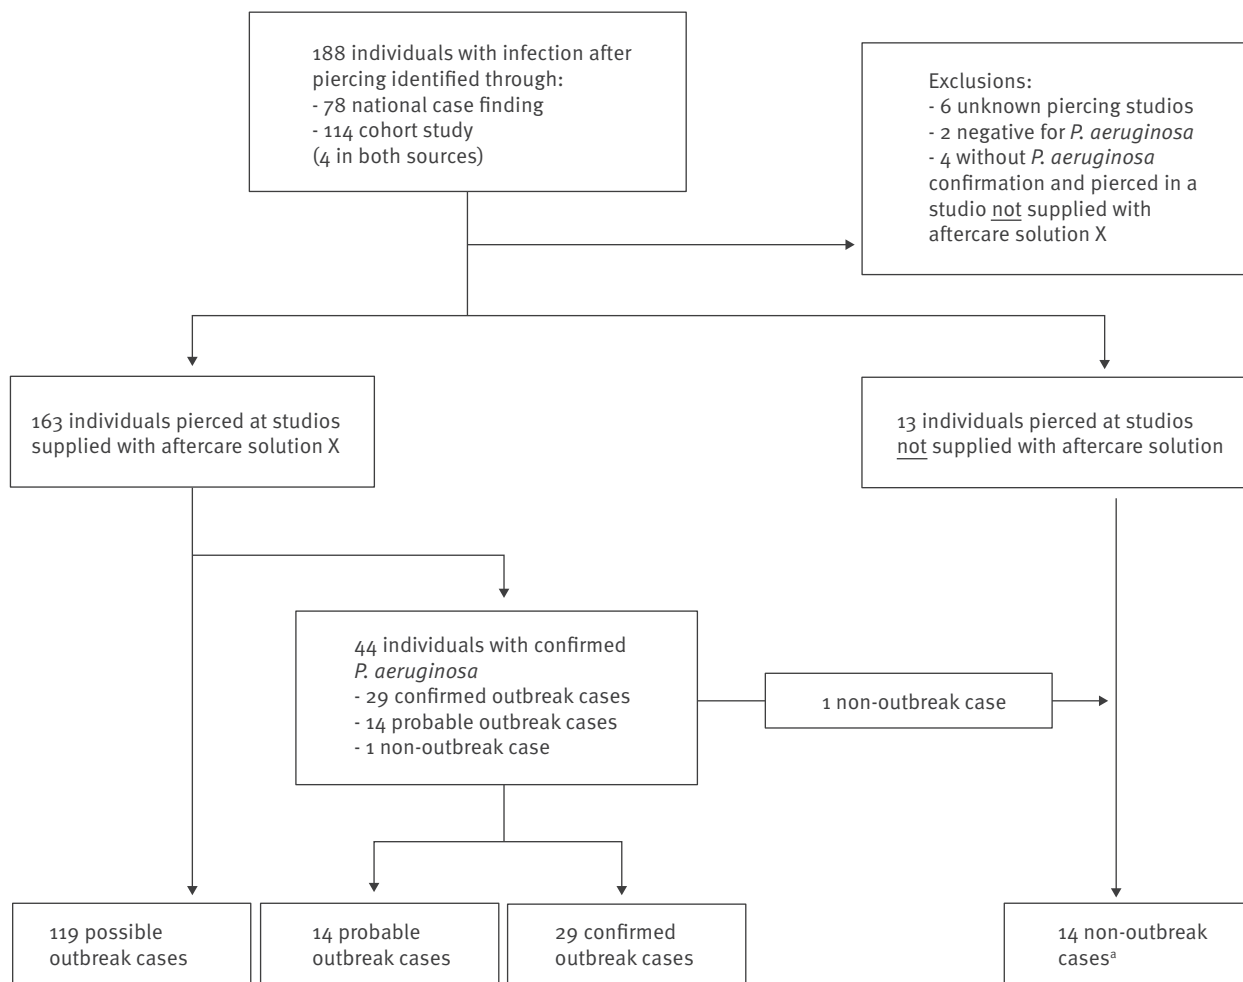 188 individuals with infection after
piercing identified through:
- 78 national case finding
- 114 cohort study
(4 in both sources)
Exclusions:
- 6 unknown piercing studios
- 2 negative for P. aeruginosa
- 4 without P. aeruginosa
confirmation and pierced in a
studio not supplied with
aftercare solution X
163 individuals pierced at studios
supplied with aftercare solution X
13 individuals pierced at studios
not supplied with aftercare solution
44 individuals with confirmed
P. aeruginosa
- 29 confirmed outbreak cases
- 14 probable outbreak cases
- 1 non-outbreak case
1 non-outbreak case
119 possible
outbreak cases
14 probable
outbreak cases
29 confirmed
outbreak cases
14 non-outbreak
casesᵃ